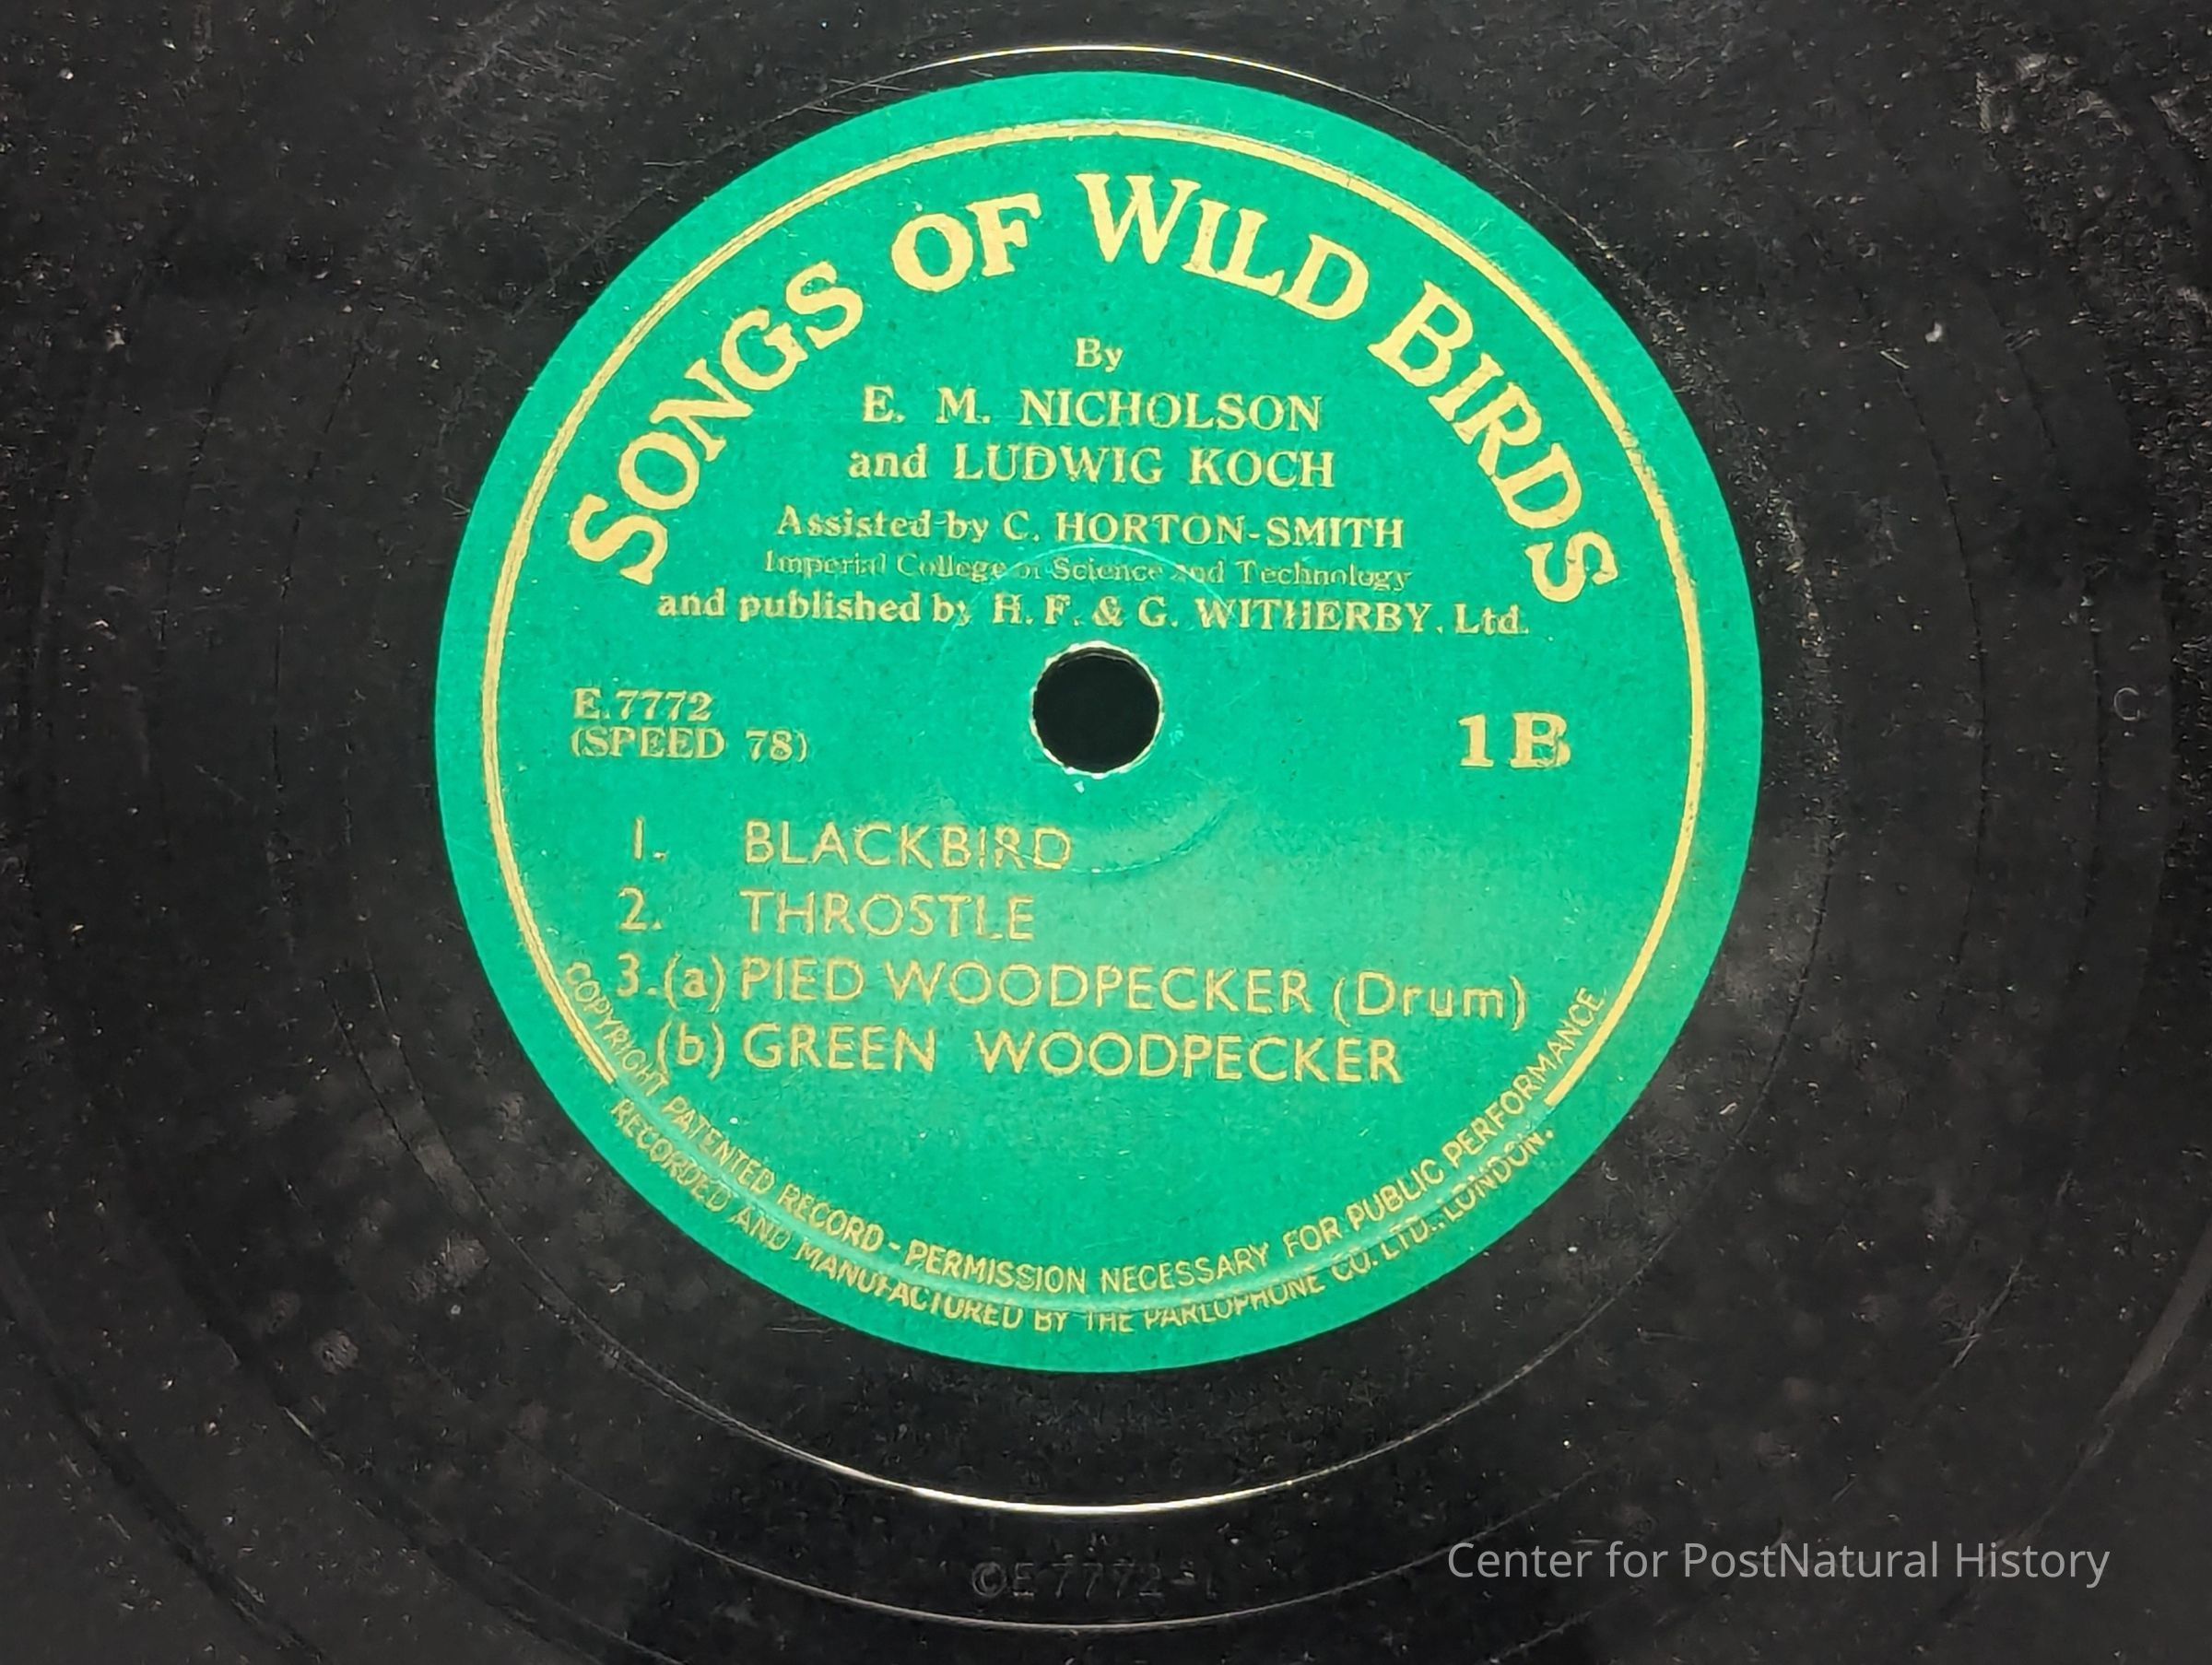 SONGS OF WILD BIRDS
By
E. M. NICHOLSON
and LUDWIG KOCH
Assisted by C. HORTON-SMITH
Imperial College of Science and Technology
and published by H. F. & G. WITHERBY, Ltd.
E.7772
(SPEED 78)
1B
1. BLACKBIRD
2. THROSTLE
3.(a) PIED WOODPECKER (Drum)
(b) GREEN WOODPECKER
COPYRIGHT PATENTED RECORD - PERMISSION NECESSARY FOR PUBLIC PERFORMANCE
RECORDED AND MANUFACTURED BY THE PARLOPHONE CO. LTD., LONDON.
C
©E7772-1
Center for PostNatural History